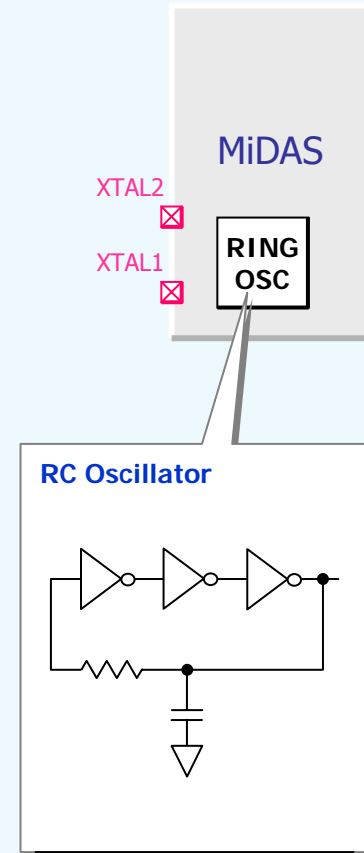 MiDAS
XTAL2
XTAL1
RING
OSC
RC Oscillator